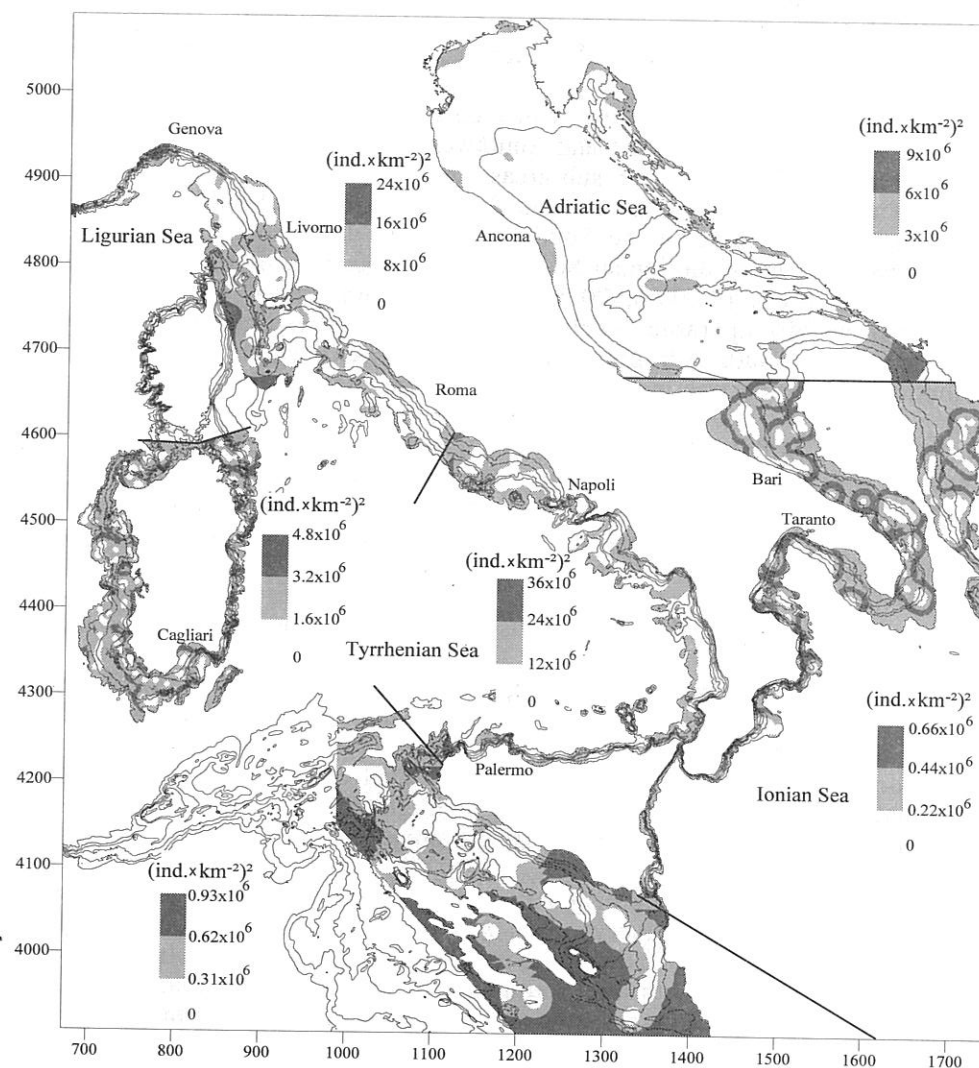 5000
4900
4800
4700
4600
4500
4400
4300
4200
4100
4000
700 800 900 1000 1100 1200 1300 1400 1500 1600 1700
Genova
Ligurian Sea
Livorno
(ind.×km⁻²)²
24x10⁶
16x10⁶
8x10⁶
0
Adriatic Sea
Ancona
(ind.×km⁻²)²
9x10⁶
6x10⁶
3x10⁶
0
Roma
Napoli
Bari
Taranto
(ind.×km⁻²)²
4.8x10⁶
3.2x10⁶
1.6x10⁶
0
Cagliari
Tyrrhenian Sea
(ind.×km⁻²)²
36x10⁶
24x10⁶
12x10⁶
0
Palermo
Ionian Sea
(ind.×km⁻²)²
0.66x10⁶
0.44x10⁶
0.22x10⁶
0
(ind.×km⁻²)²
0.93x10⁶
0.62x10⁶
0.31x10⁶
0